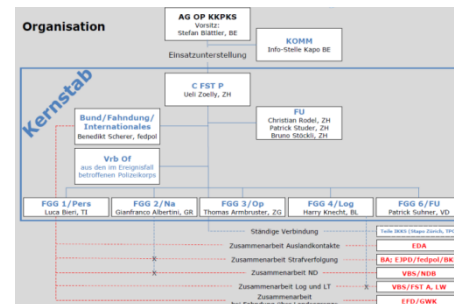 Organisation
AG OP KKPKS
Vorsitz:
Stefan Blättler, BE
KOMM
Info-Stelle Kapo BE
Einsatzunterstellung
Kernstab
C FST P
Ueli Zoelly, ZH
Bund/Fahndung/
Internationales
Benedikt Scherer, fedpol
FU
Christian Rodel, ZH
Patrick Studer, ZH
Bruno Stöckli, ZH
Vrb Of
aus den im Ereignisfall
betroffenen Polizeikorps
FGG 1/Pers
Luca Bieri, TI
FGG 2/Na
Gianfranco Albertini, GR
FGG 3/Op
Thomas Armbruster, ZG
FGG 4/Log
Harry Knecht, BL
FGG 6/FU
Patrick Suhner, VD
Ständige Verbindung
Zusammenarbeit Auslandkontakte
EDA
Zusammenarbeit Strafverfolgung
BA; EJPD/fedpol/BK
X
Zusammenarbeit ND
VBS/NDB
X
Zusammenarbeit Log und LT
X
VBS/FST A, LW
Zusammenarbeit
EFD/GWK